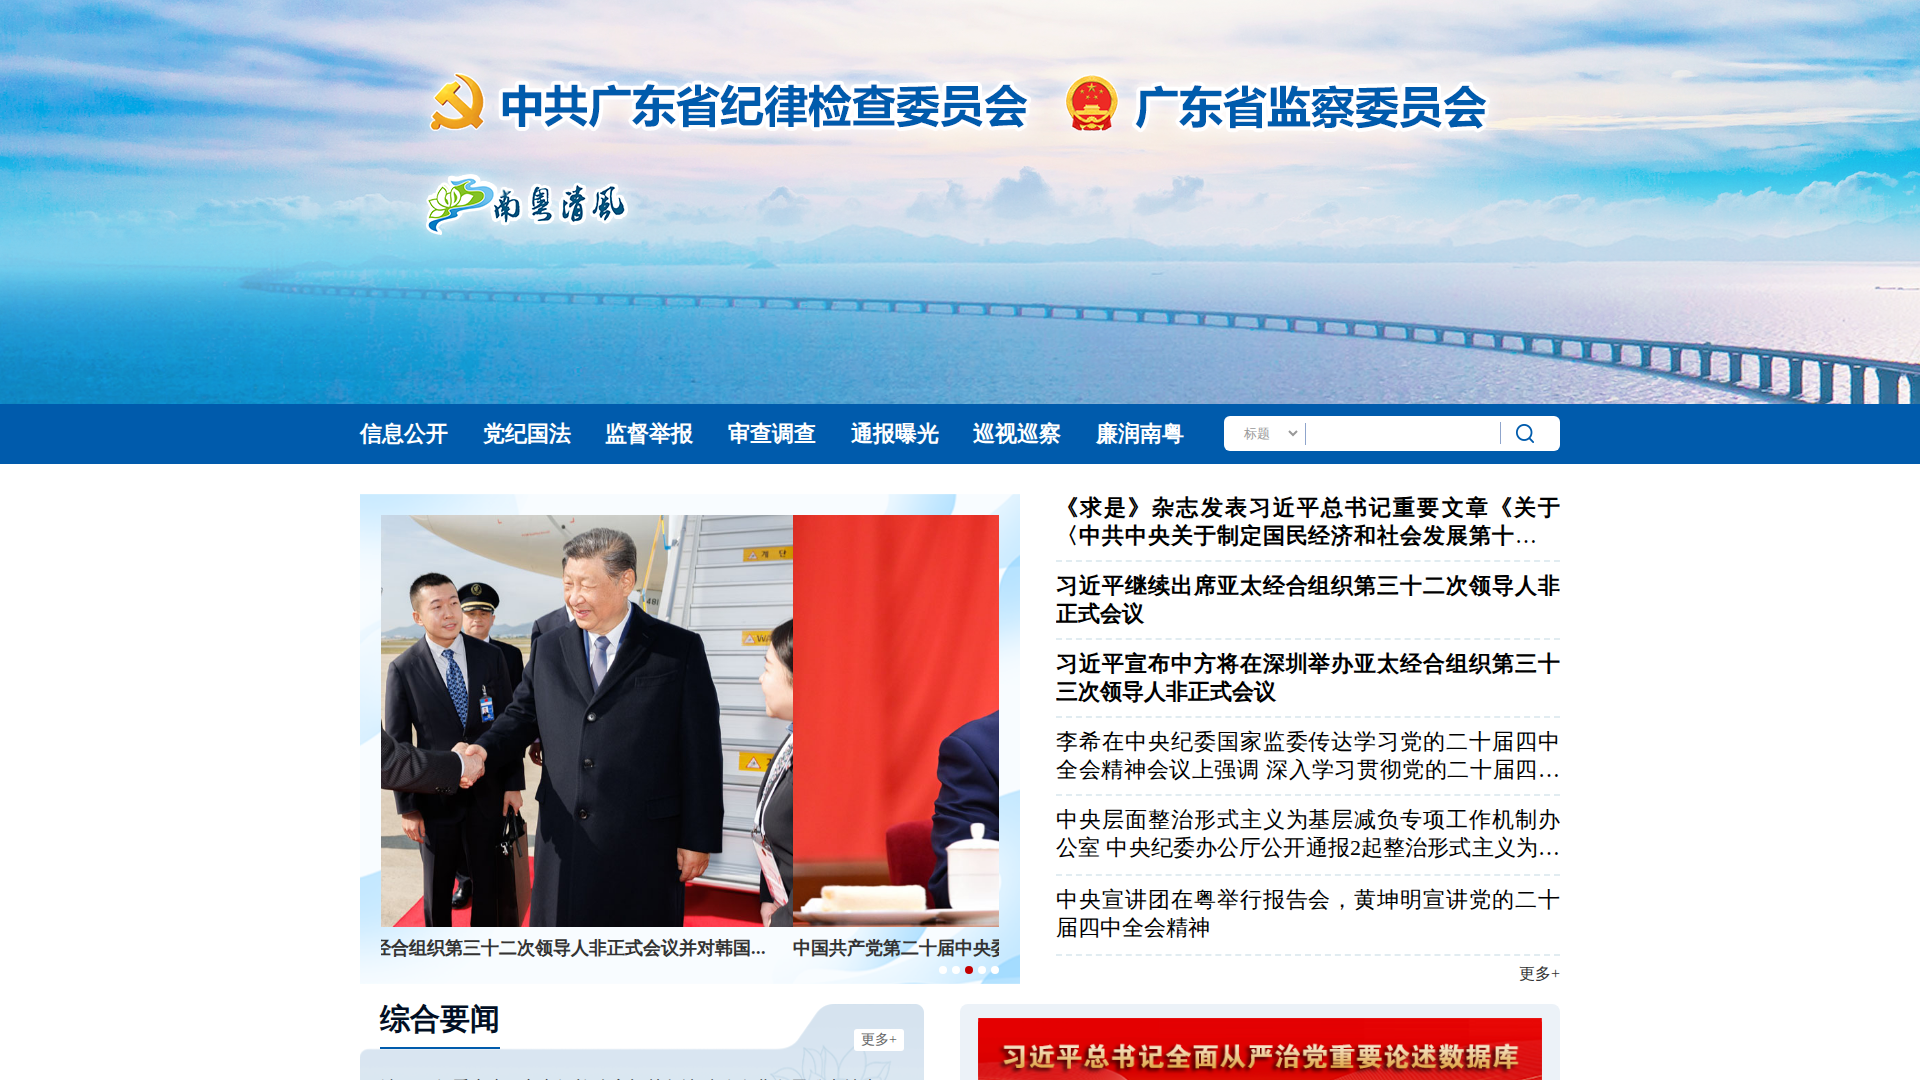 中共广东省纪律检查委员会 广东省监察委员会
南粤清風
信息公开 党纪国法 监督举报 审查调查 通报曝光 巡视巡察 廉润南粤 标题
《求是》杂志发表习近平总书记重要文章《关于
〈中共中央关于制定国民经济和社会发展第十…
习近平继续出席亚太经合组织第三十二次领导人非
正式会议
习近平宣布中方将在深圳举办亚太经合组织第三十
三次领导人非正式会议
李希在中央纪委国家监委传达学习党的二十届四中
全会精神会议上强调 深入学习贯彻党的二十届四…
中央层面整治形式主义为基层减负专项工作机制办
公室 中央纪委办公厅公开通报2起整治形式主义为…
中央宣讲团在粤举行报告会，黄坤明宣讲党的二十
届四中全会精神
更多+
经合组织第三十二次领导人非正式会议并对韩国... 中国共产党第二十届中央委
综合要闻
更多+
习近平总书记全面从严治党重要论述数据库